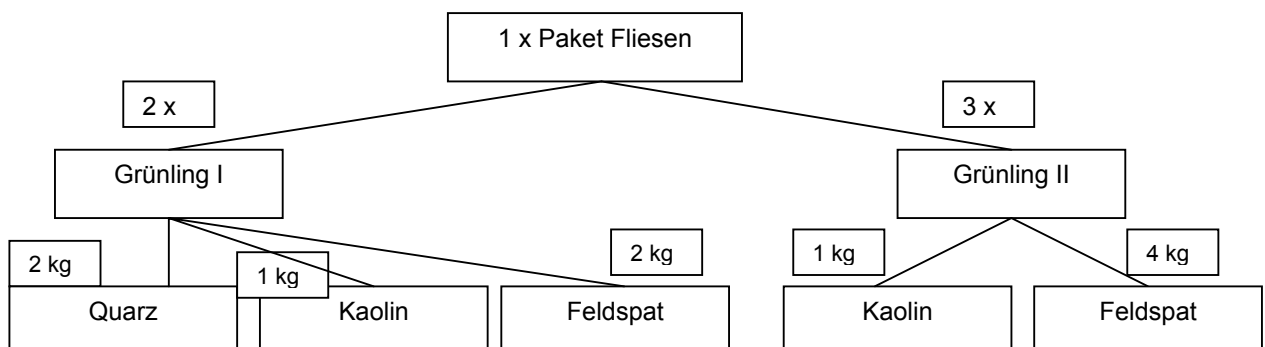 1 x Paket Fliesen
2 x
3 x
Grünling I
Grünling II
2 kg
1 kg
2 kg
1 kg
4 kg
Quarz
Kaolin
Feldspat
Kaolin
Feldspat